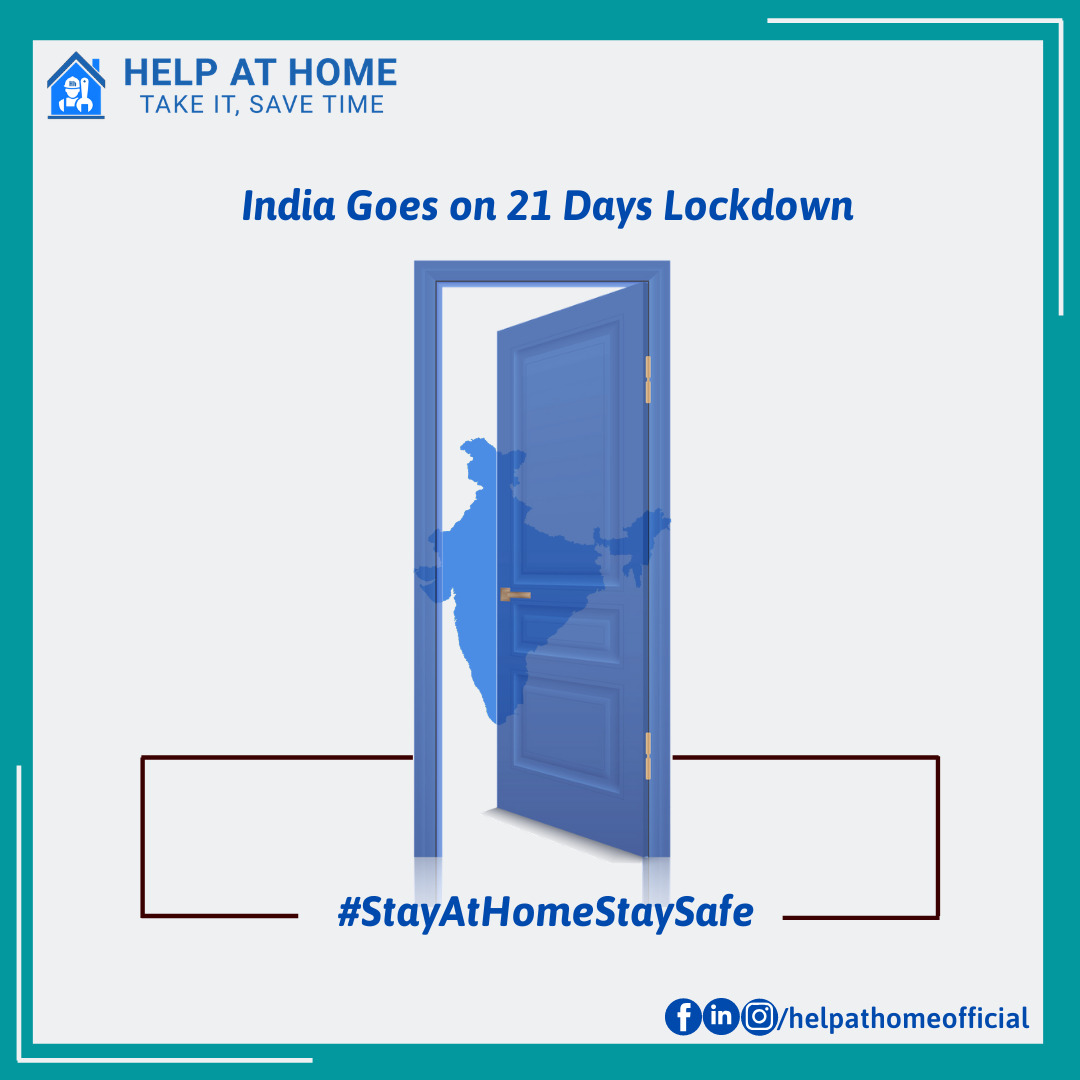 HELP AT HOME
TAKE IT, SAVE TIME
India Goes on 21 Days Lockdown
#StayAtHomeStaySafe
/helpathomeofficial